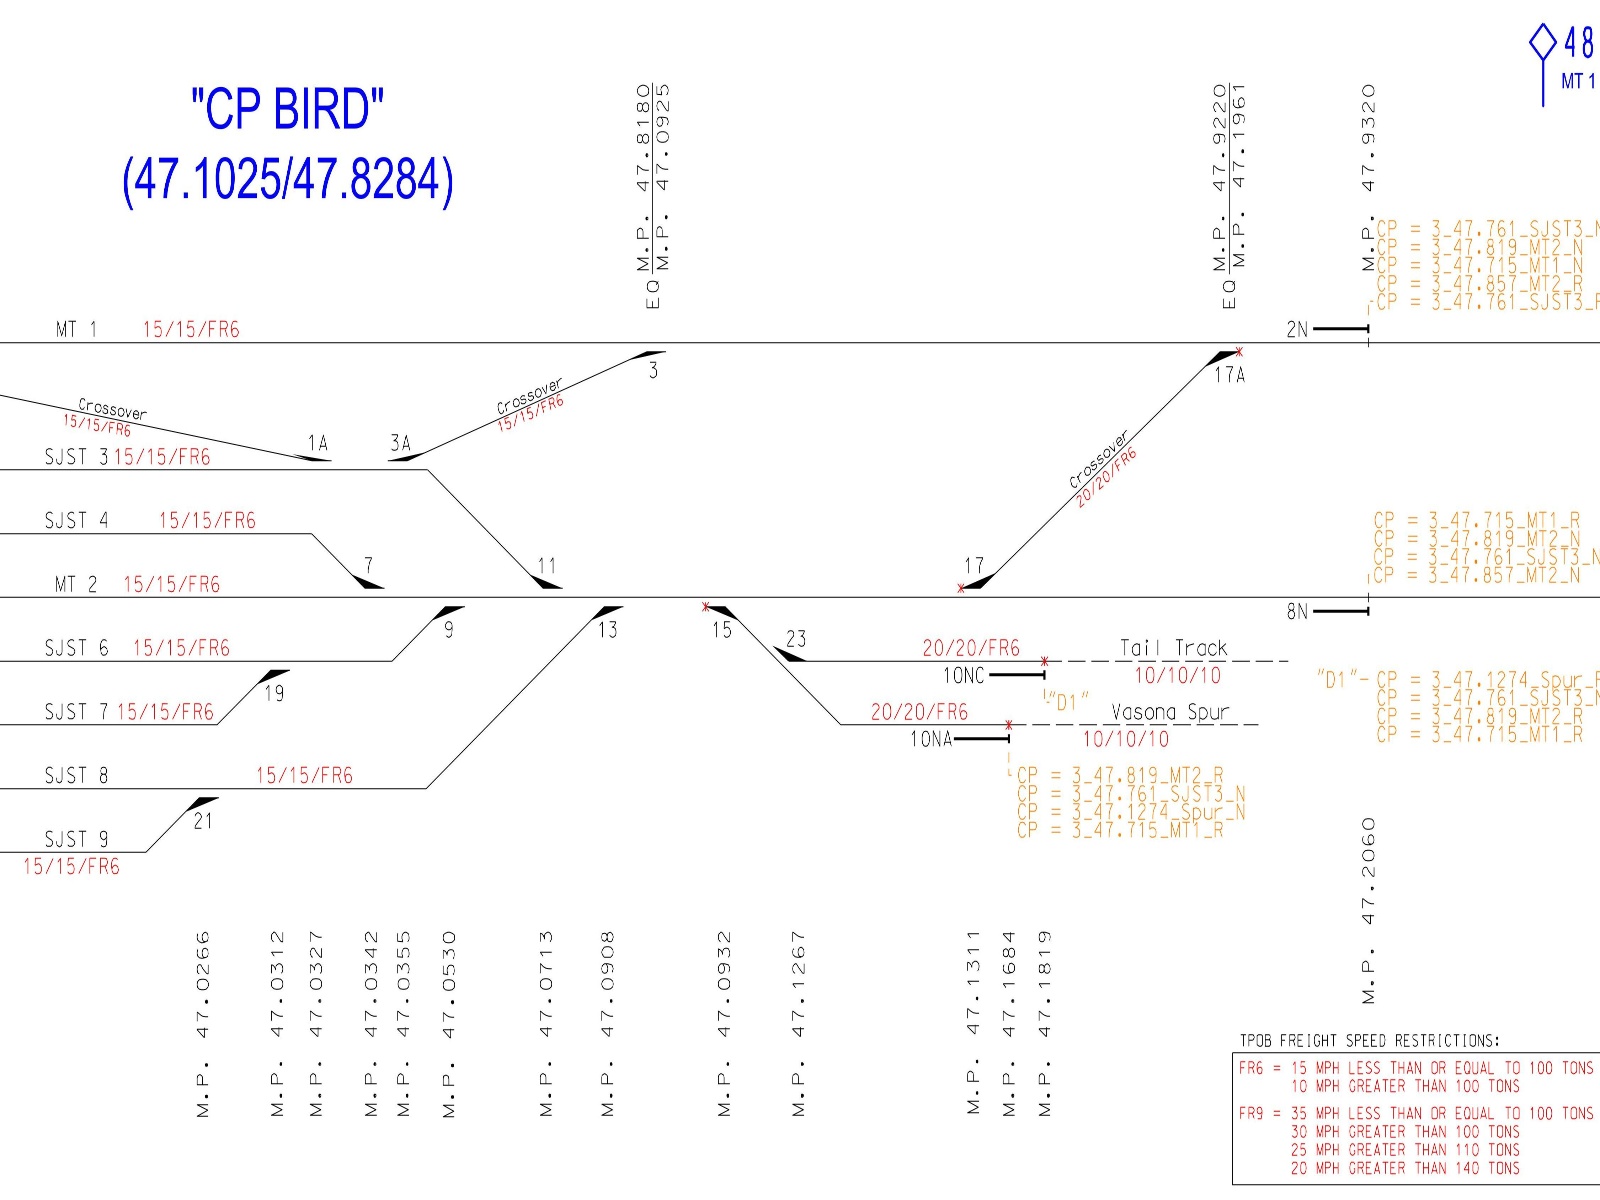 "CP BIRD"
(47.1025/47.8284)
EQ M.P. 47.8180
M.P. 47.0925
EQ M.P. 47.9220
M.P. 47.1961
M.P. 47.9320
48
MT 1
CP = 3_47.761_SJST3_N
CP = 3_47.819_MT2_N
CP = 3_47.715_MT1_N
CP = 3_47.857_MT2_R
CP = 3_47.761_SJST3_R
MT 1 15/15/FR6
2N
3
17A
Crossover
15/15/FR6
Crossover
15/15/FR6
Crossover
20/20/FR6
1A
3A
SJST 3 15/15/FR6
SJST 4 15/15/FR6
CP = 3_47.715_MT1_R
CP = 3_47.819_MT2_N
CP = 3_47.761_SJST3_N
CP = 3_47.857_MT2_N
7
11
17
MT 2 15/15/FR6
8N
9
13
15
23
SJST 6 15/15/FR6
20/20/FR6
Tail Track
10NC
10/10/10
"D1"
"D1"- CP = 3_47.1274_Spur_R
CP = 3_47.761_SJST3_N
CP = 3_47.819_MT2_R
CP = 3_47.715_MT1_R
19
SJST 7 15/15/FR6
20/20/FR6
Vasona Spur
10NA
10/10/10
SJST 8 15/15/FR6
CP = 3_47.819_MT2_R
CP = 3_47.761_SJST3_N
CP = 3_47.1274_Spur_N
CP = 3_47.715_MT1_R
21
SJST 9
15/15/FR6
M.P. 47.0266
M.P. 47.0312
M.P. 47.0327
M.P. 47.0342
M.P. 47.0355
M.P. 47.0530
M.P. 47.0713
M.P. 47.0908
M.P. 47.0932
M.P. 47.1267
M.P. 47.1311
M.P. 47.1684
M.P. 47.1819
M.P. 47.2060
TPOB FREIGHT SPEED RESTRICTIONS:
FR6 = 15 MPH LESS THAN OR EQUAL TO 100 TONS
10 MPH GREATER THAN 100 TONS
FR9 = 35 MPH LESS THAN OR EQUAL TO 100 TONS
30 MPH GREATER THAN 100 TONS
25 MPH GREATER THAN 110 TONS
20 MPH GREATER THAN 140 TONS